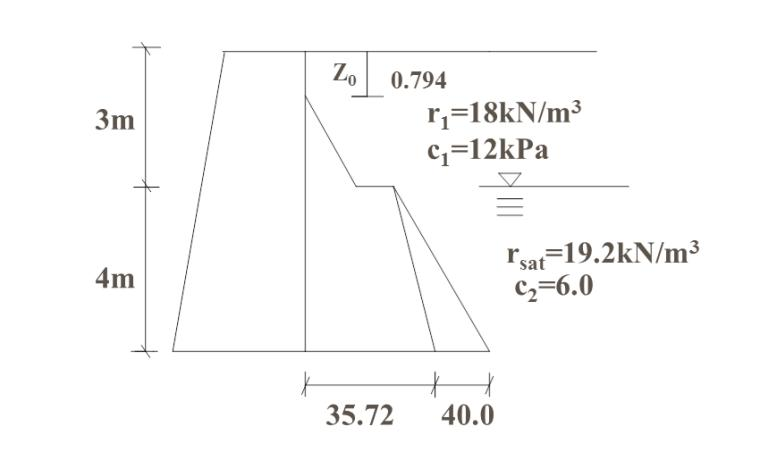 Z₀ 0.794
3m
r₁=18kN/m³
c₁=12kPa
r_sat=19.2kN/m³
4m
c₂=6.0
35.72 40.0